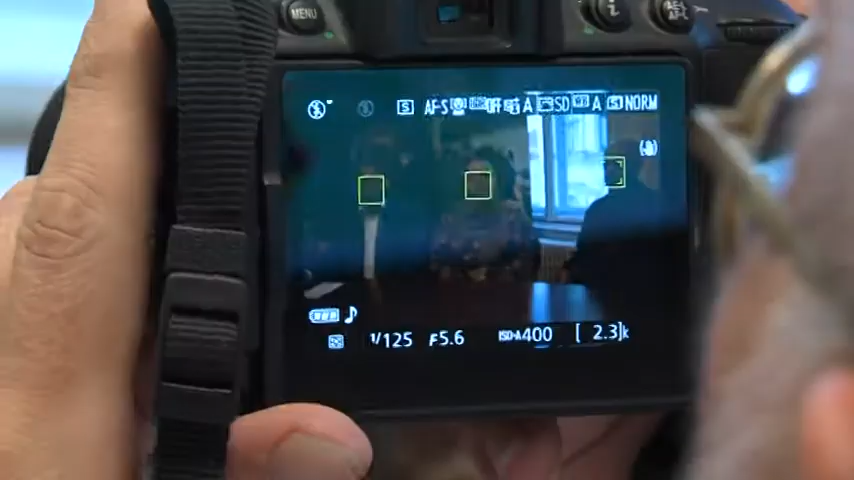 MENU
i
S AF-S OFF A SD A S NORM
1/125 F5.6 ISO-A400 [ 2.3]k